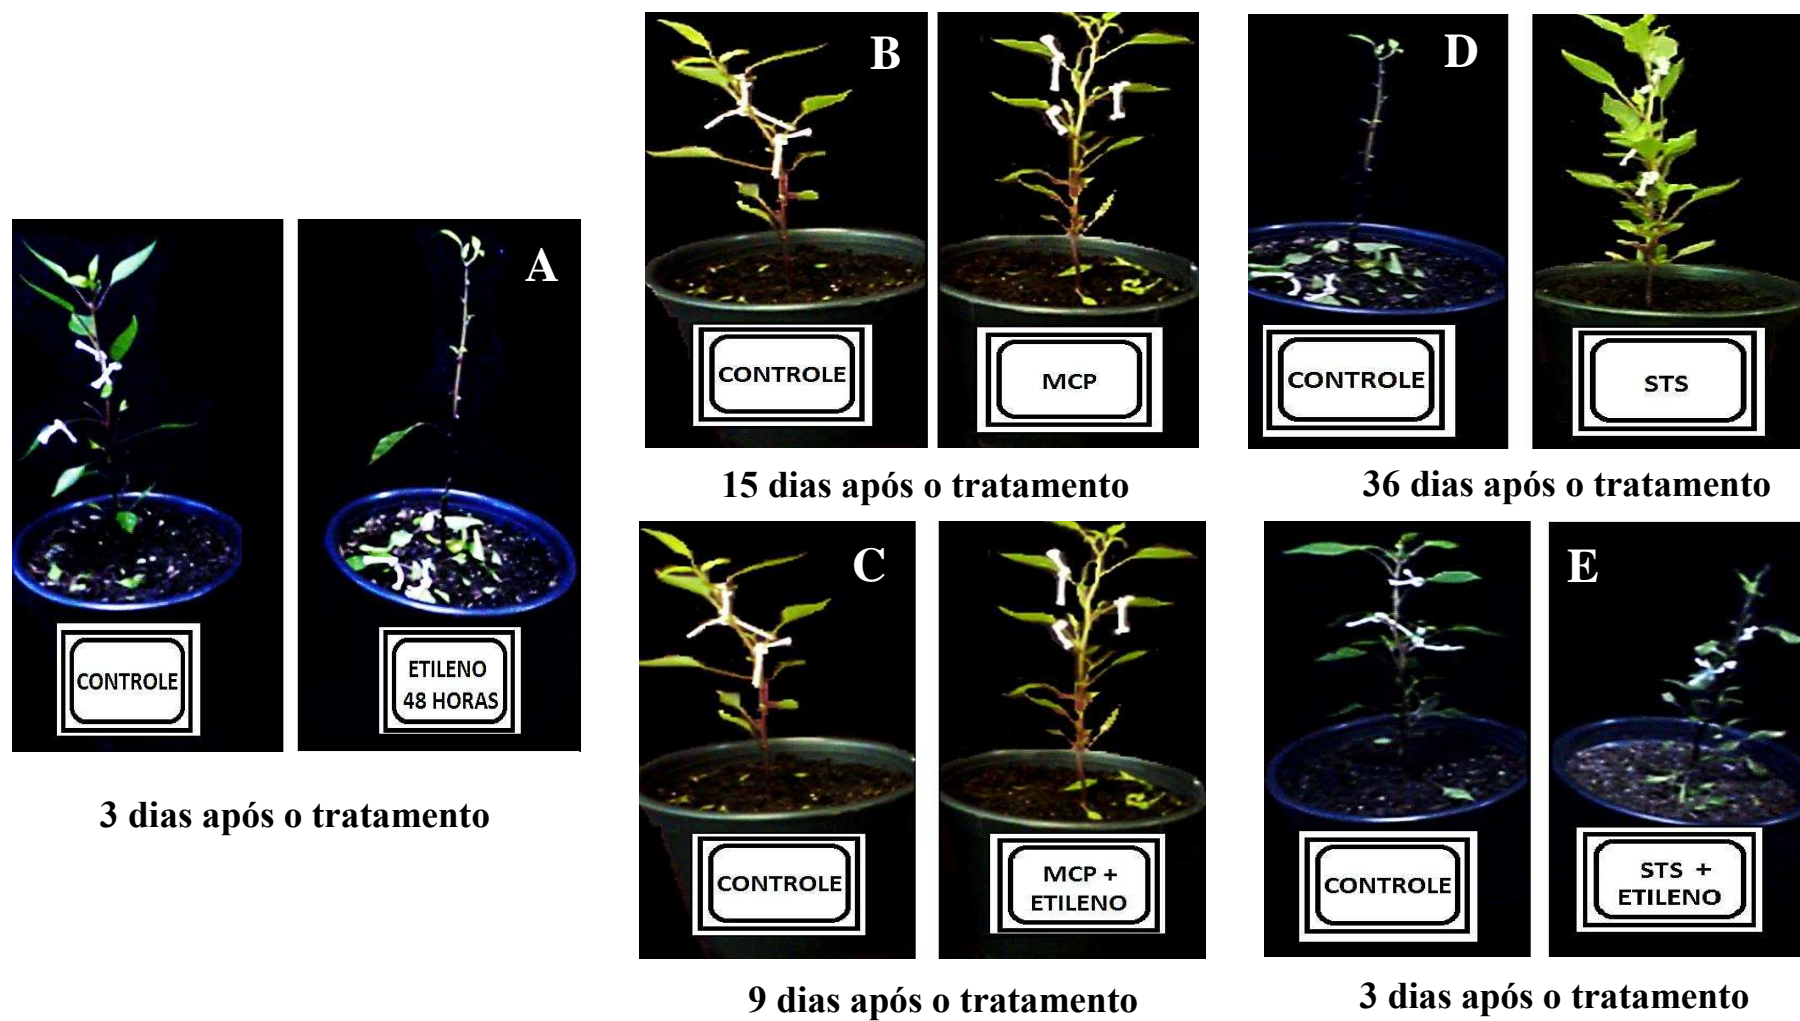 A
CONTROLE
ETILENO
48 HORAS
3 dias após o tratamento
B
CONTROLE
MCP
15 dias após o tratamento
C
CONTROLE
MCP +
ETILENO
9 dias após o tratamento
D
CONTROLE
STS
36 dias após o tratamento
E
CONTROLE
STS +
ETILENO
3 dias após o tratamento